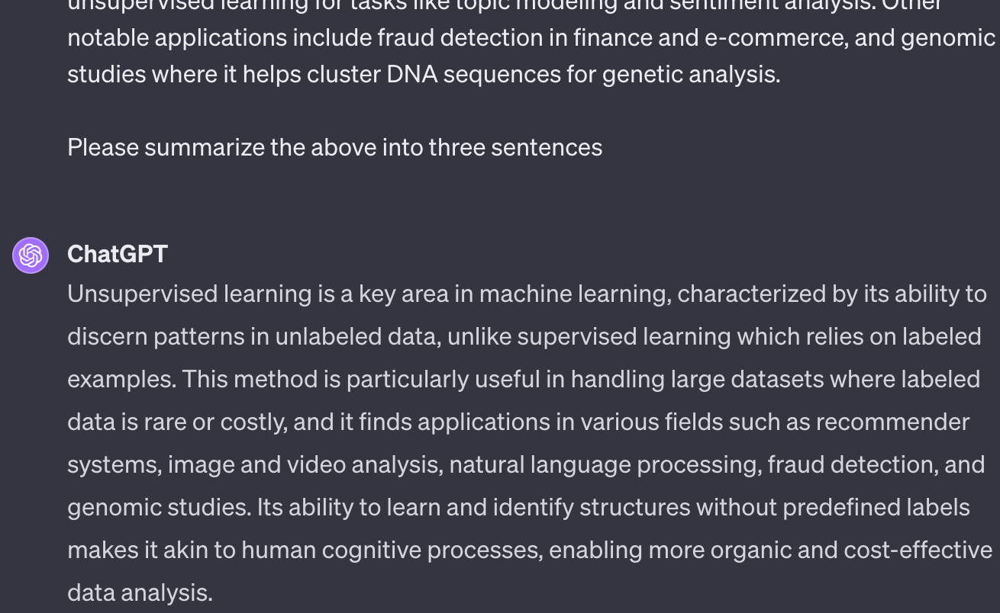 unsupervised learning for tasks like topic modeling and sentiment analysis. Other
notable applications include fraud detection in finance and e-commerce, and genomic
studies where it helps cluster DNA sequences for genetic analysis.
Please summarize the above into three sentences
ChatGPT
Unsupervised learning is a key area in machine learning, characterized by its ability to
discern patterns in unlabeled data, unlike supervised learning which relies on labeled
examples. This method is particularly useful in handling large datasets where labeled
data is rare or costly, and it finds applications in various fields such as recommender
systems, image and video analysis, natural language processing, fraud detection, and
genomic studies. Its ability to learn and identify structures without predefined labels
makes it akin to human cognitive processes, enabling more organic and cost-effective
data analysis.